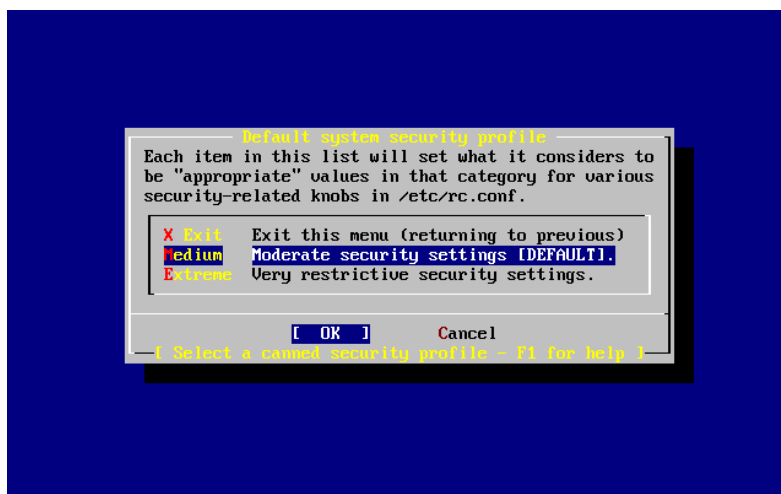 Default system security profile
Each item in this list will set what it considers to
be "appropriate" values in that category for various
security-related knobs in /etc/rc.conf.
X Exit Exit this menu (returning to previous)
Medium Moderate security settings [DEFAULT].
Extreme Very restrictive security settings.
[ OK ] Cancel
[ Select a canned security profile - F1 for help ]